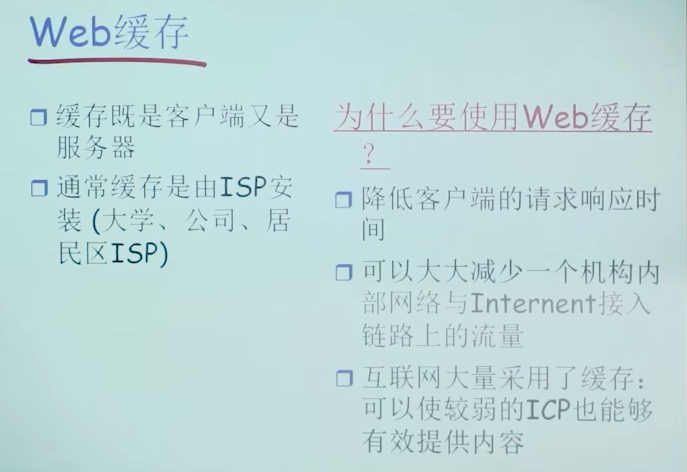 Web缓存
缓存既是客户端又是
服务器
通常缓存是由ISP安
装 (大学、公司、居
民区ISP)
为什么要使用Web缓存
?
降低客户端的请求响应时
间
可以大大减少一个机构内
部网络与Internent接入
链路上的流量
互联网大量采用了缓存：
可以使较弱的ICP也能够
有效提供内容